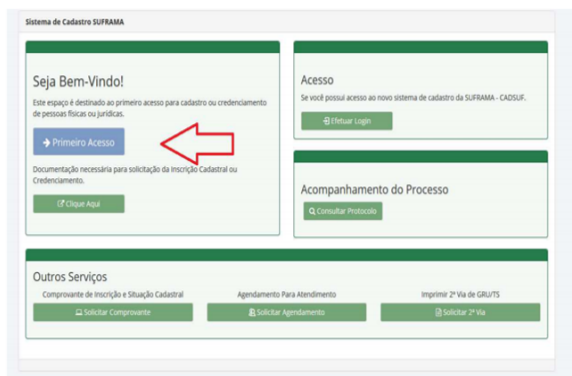 Sistema de Cadastro SUFRAMA
Seja Bem-Vindo!
Este espaço é destinado ao primeiro acesso para cadastro ou credenciamento
de pessoas físicas ou jurídicas.
Primeiro Acesso
Documentação necessária para solicitação da Inscrição Cadastral ou
Credenciamento.
Clique Aqui
Acesso
Se você possui acesso ao novo sistema de cadastro da SUFRAMA - CADSUF.
Efetuar Login
Acompanhamento do Processo
Consultar Protocolo
Outros Serviços
Comprovante de Inscrição e Situação Cadastral
Solicitar Comprovante
Agendamento Para Atendimento
Solicitar Agendamento
Imprimir 2ª Via de GRU/TS
Solicitar 2ª Via